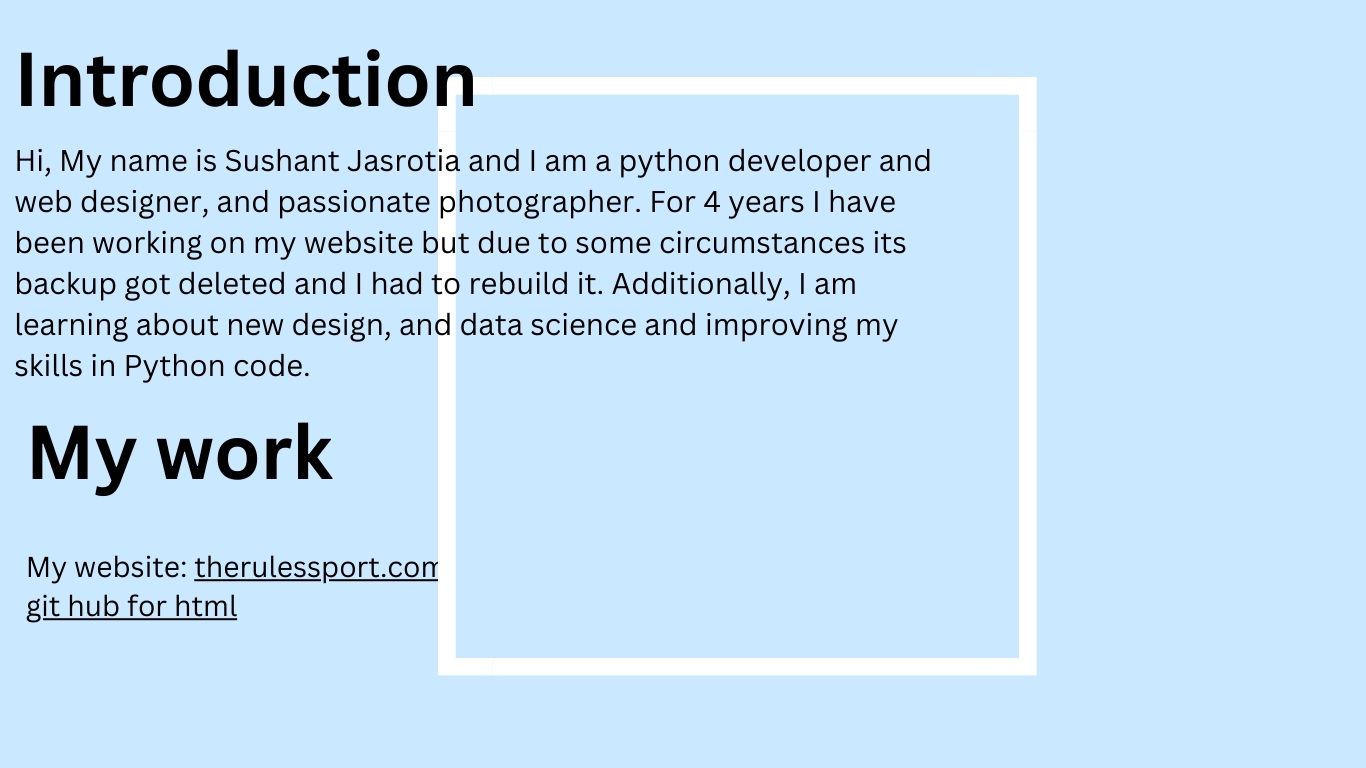 Introduction
Hi, My name is Sushant Jasrotia and I am a python developer and
web designer, and passionate photographer. For 4 years I have
been working on my website but due to some circumstances its
backup got deleted and I had to rebuild it. Additionally, I am
learning about new design, and data science and improving my
skills in Python code.
My work
My website: therulessport.com
git hub for html